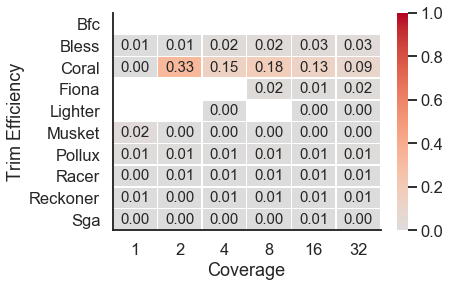 Trim Efficiency
Bfc
Bless 0.01 0.01 0.02 0.02 0.03 0.03
Coral 0.00 0.33 0.15 0.18 0.13 0.09
Fiona 0.02 0.01 0.02
Lighter 0.00 0.00 0.00
Musket 0.02 0.00 0.00 0.00 0.00 0.00
Pollux 0.01 0.01 0.01 0.01 0.01 0.01
Racer 0.00 0.01 0.01 0.01 0.01 0.01
Reckoner 0.01 0.00 0.01 0.01 0.01 0.01
Sga 0.00 0.00 0.00 0.00 0.01 0.00
1 2 4 8 16 32
Coverage
1.0
0.8
0.6
0.4
0.2
0.0